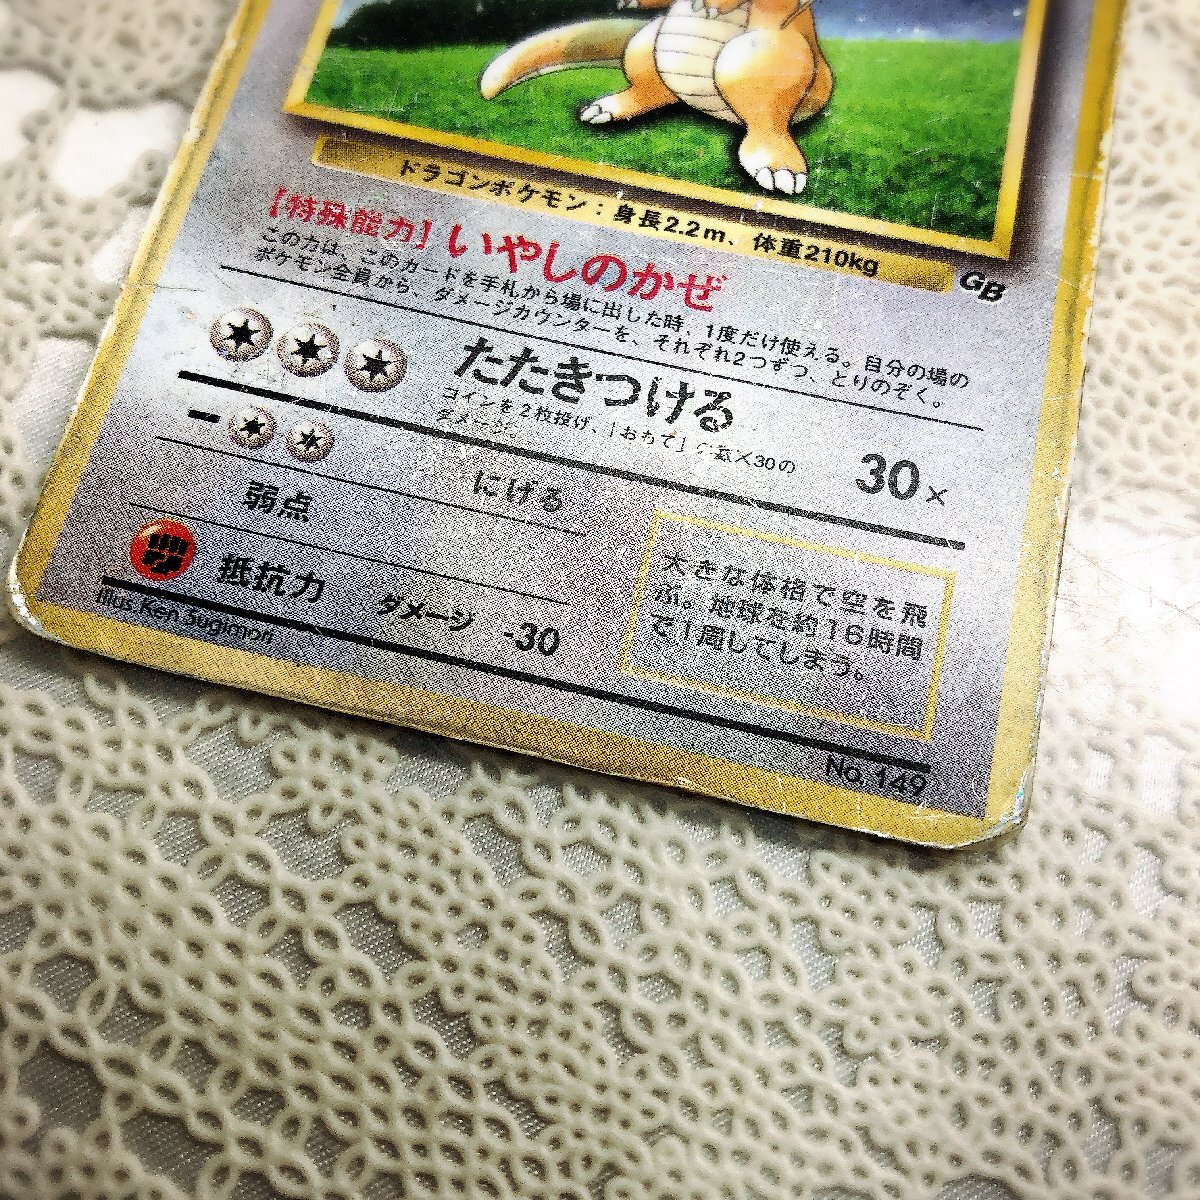 ドラゴンポケモン：身長2.2m、体重210kg
GB
【特殊能力】いやしのかぜ
この力は、このカードを手札から場に出した時、1度だけ使える。自分の場の
ポケモン全員から、ダメージカウンターを、それぞれ2つずつ、とりのぞく。
たたきつける
30×
コインを2枚投げ、「おもて」の数×30の
ダメージ。
にげる
弱点
抵抗力 ダメージ -30
大きな体格で空を飛
ぶ。地球を約16時間
で1周してしまう。
Illus. Ken Sugimori
No. 149